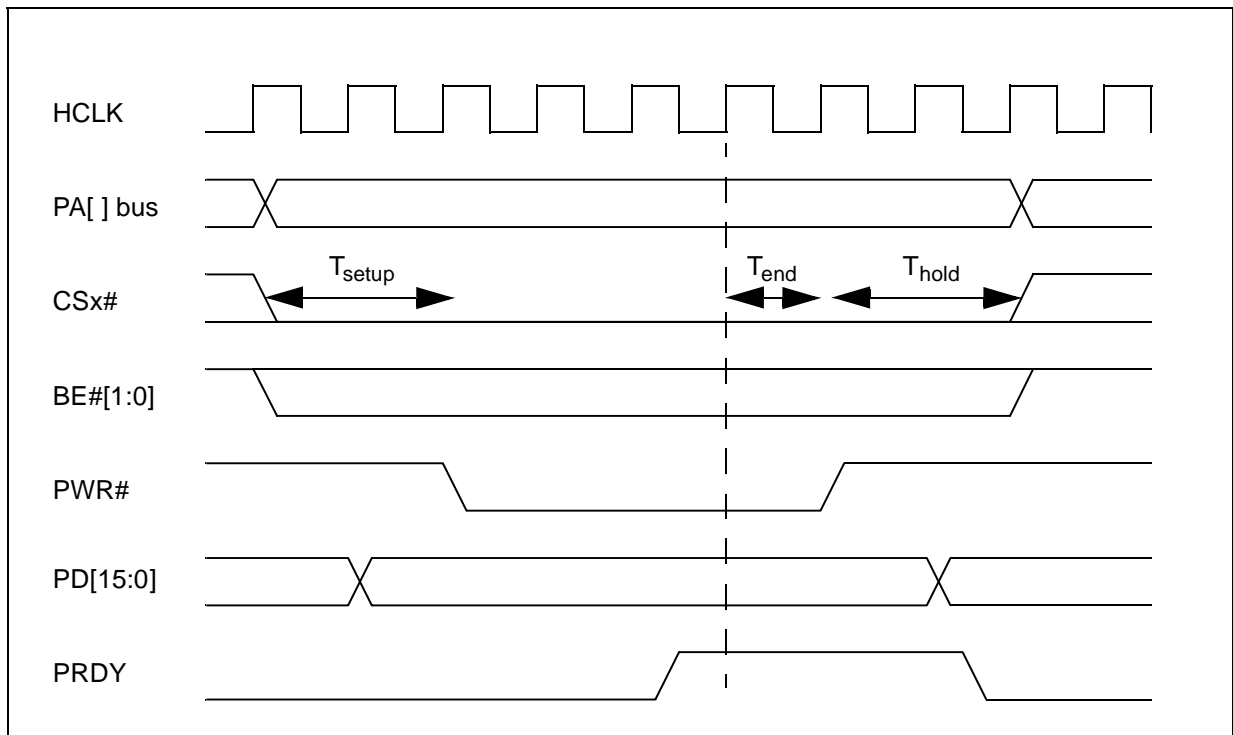 HCLK
PA[ ] bus
CSx#
Tsetup
Tend
Thold
BE#[1:0]
PWR#
PD[15:0]
PRDY